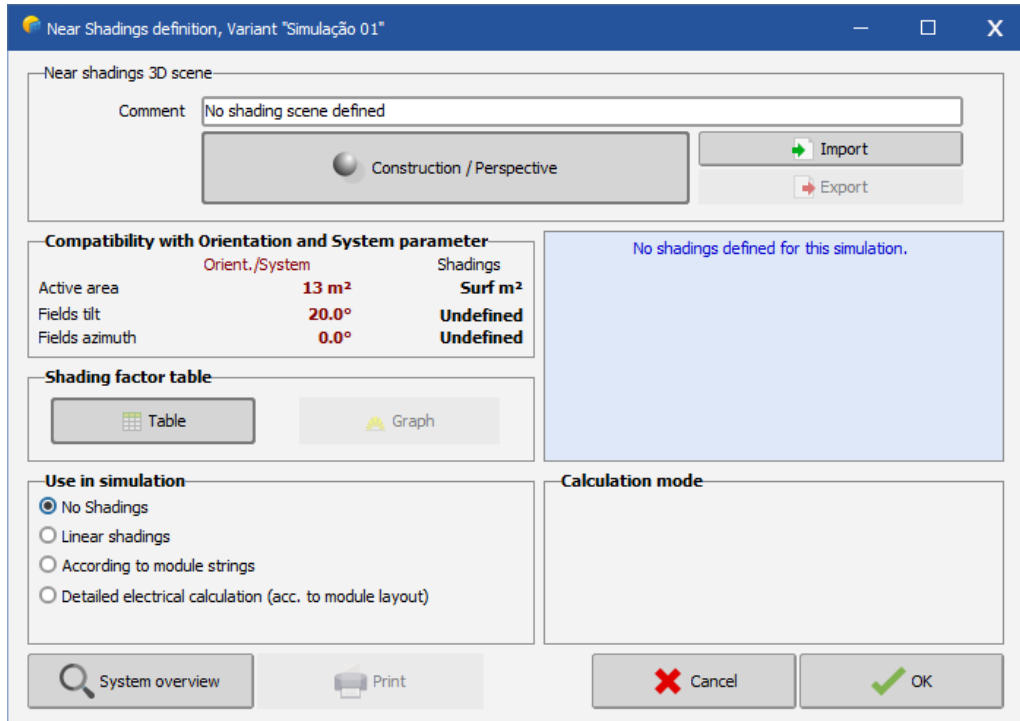 Near Shadings definition, Variant "Simulação 01"
Near shadings 3D scene
Comment No shading scene defined
Construction / Perspective
Import
Export
Compatibility with Orientation and System parameter
Orient./System Shadings
Active area 13 m² Surf m²
Fields tilt 20.0° Undefined
Fields azimuth 0.0° Undefined
No shadings defined for this simulation.
Shading factor table
Table Graph
Use in simulation
No Shadings
Linear shadings
According to module strings
Detailed electrical calculation (acc. to module layout)
Calculation mode
System overview Print Cancel OK